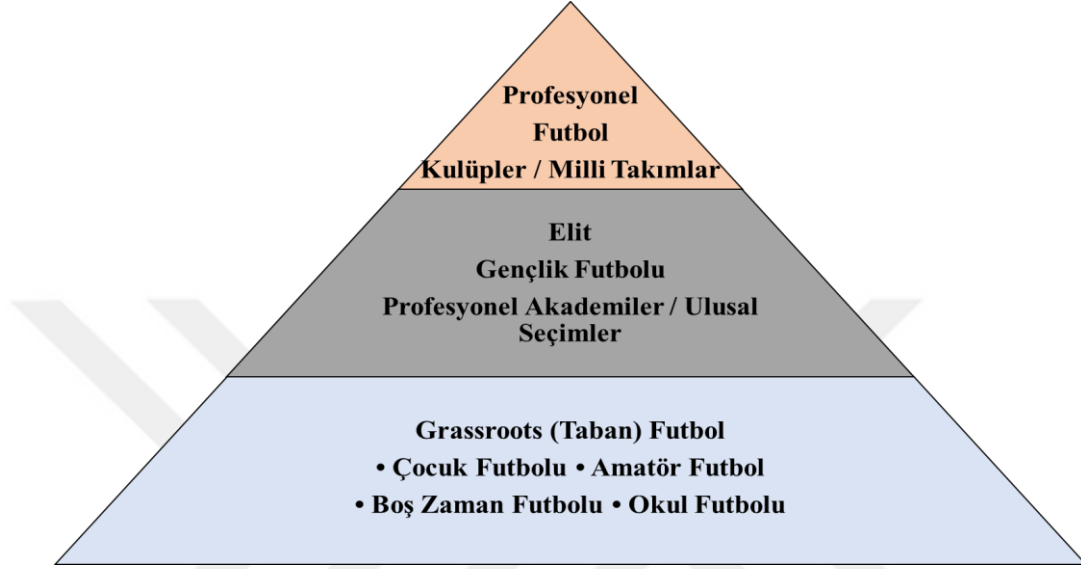 Profesyonel
Futbol
Kulüpler / Milli Takımlar
Elit
Gençlik Futbolu
Profesyonel Akademiler / Ulusal
Seçimler
Grassroots (Taban) Futbol
• Çocuk Futbolu • Amatör Futbol
• Boş Zaman Futbolu • Okul Futbolu